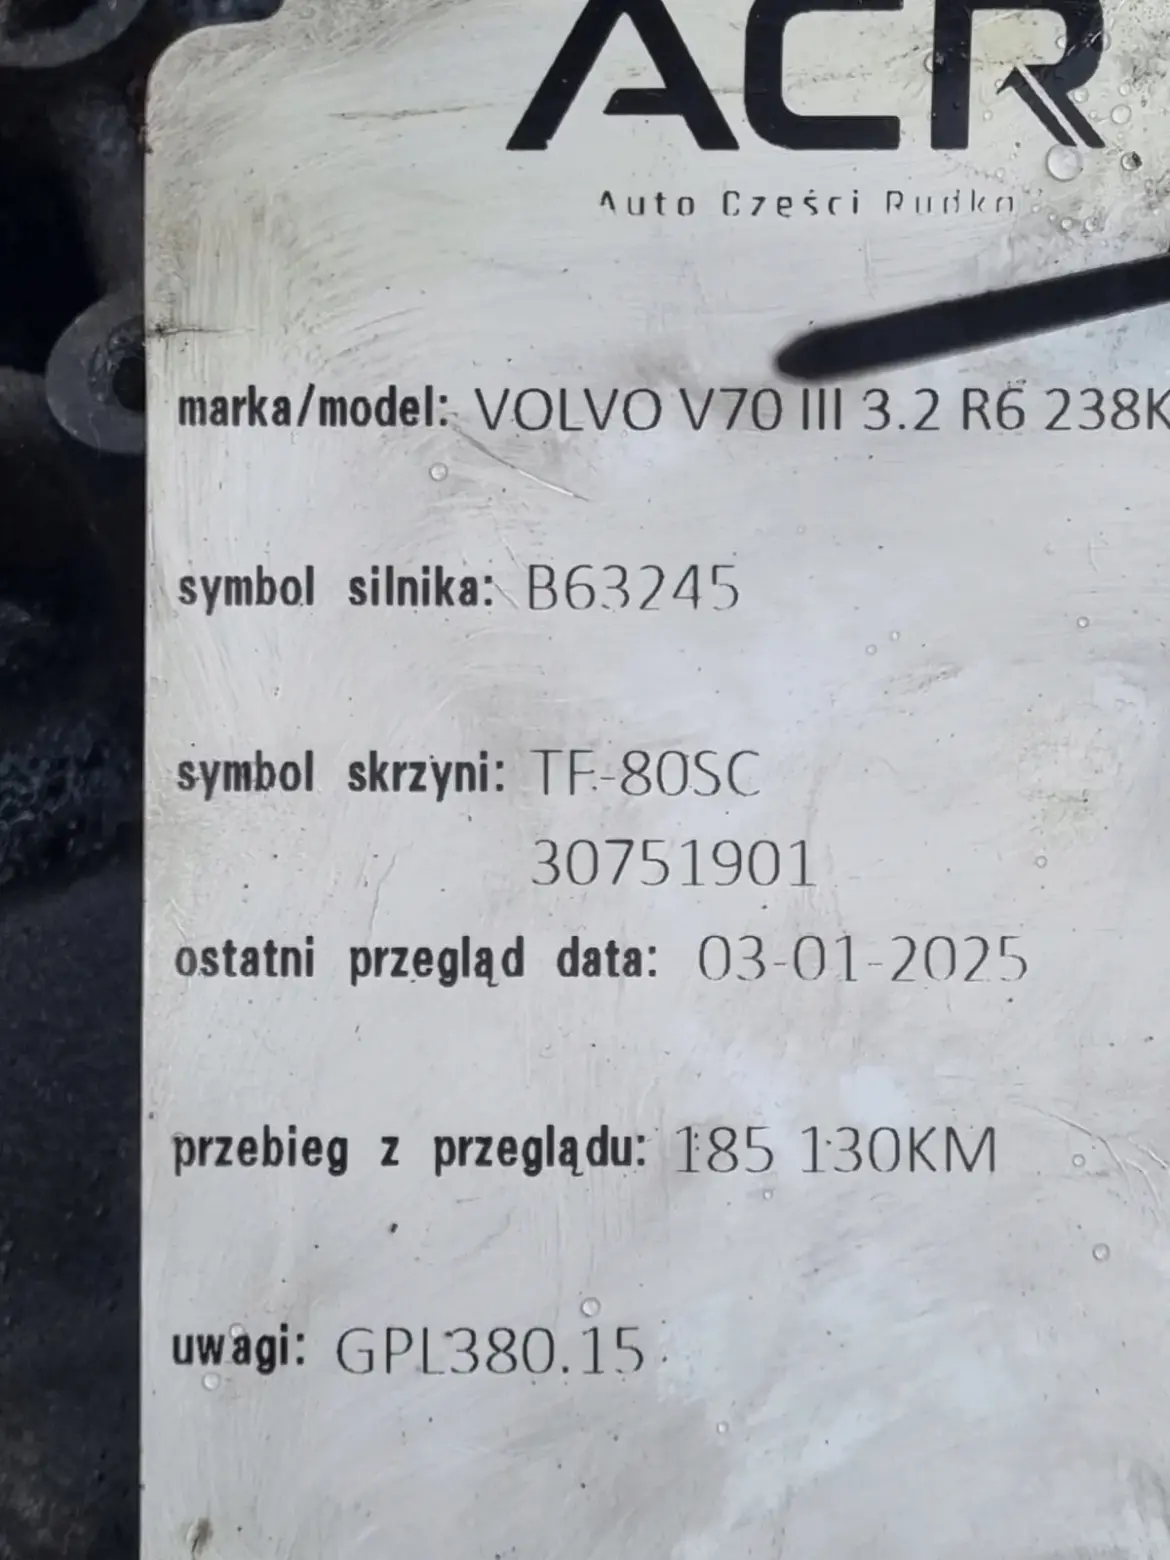 ACR
Auto Części Rudka
marka/model: VOLVO V70 III 3.2 R6 238K
symbol silnika: B63245
symbol skrzyni: TF-80SC
30751901
ostatni przegląd data: 03-01-2025
przebieg z przeglądu: 185 130KM
uwagi: GPL380.15